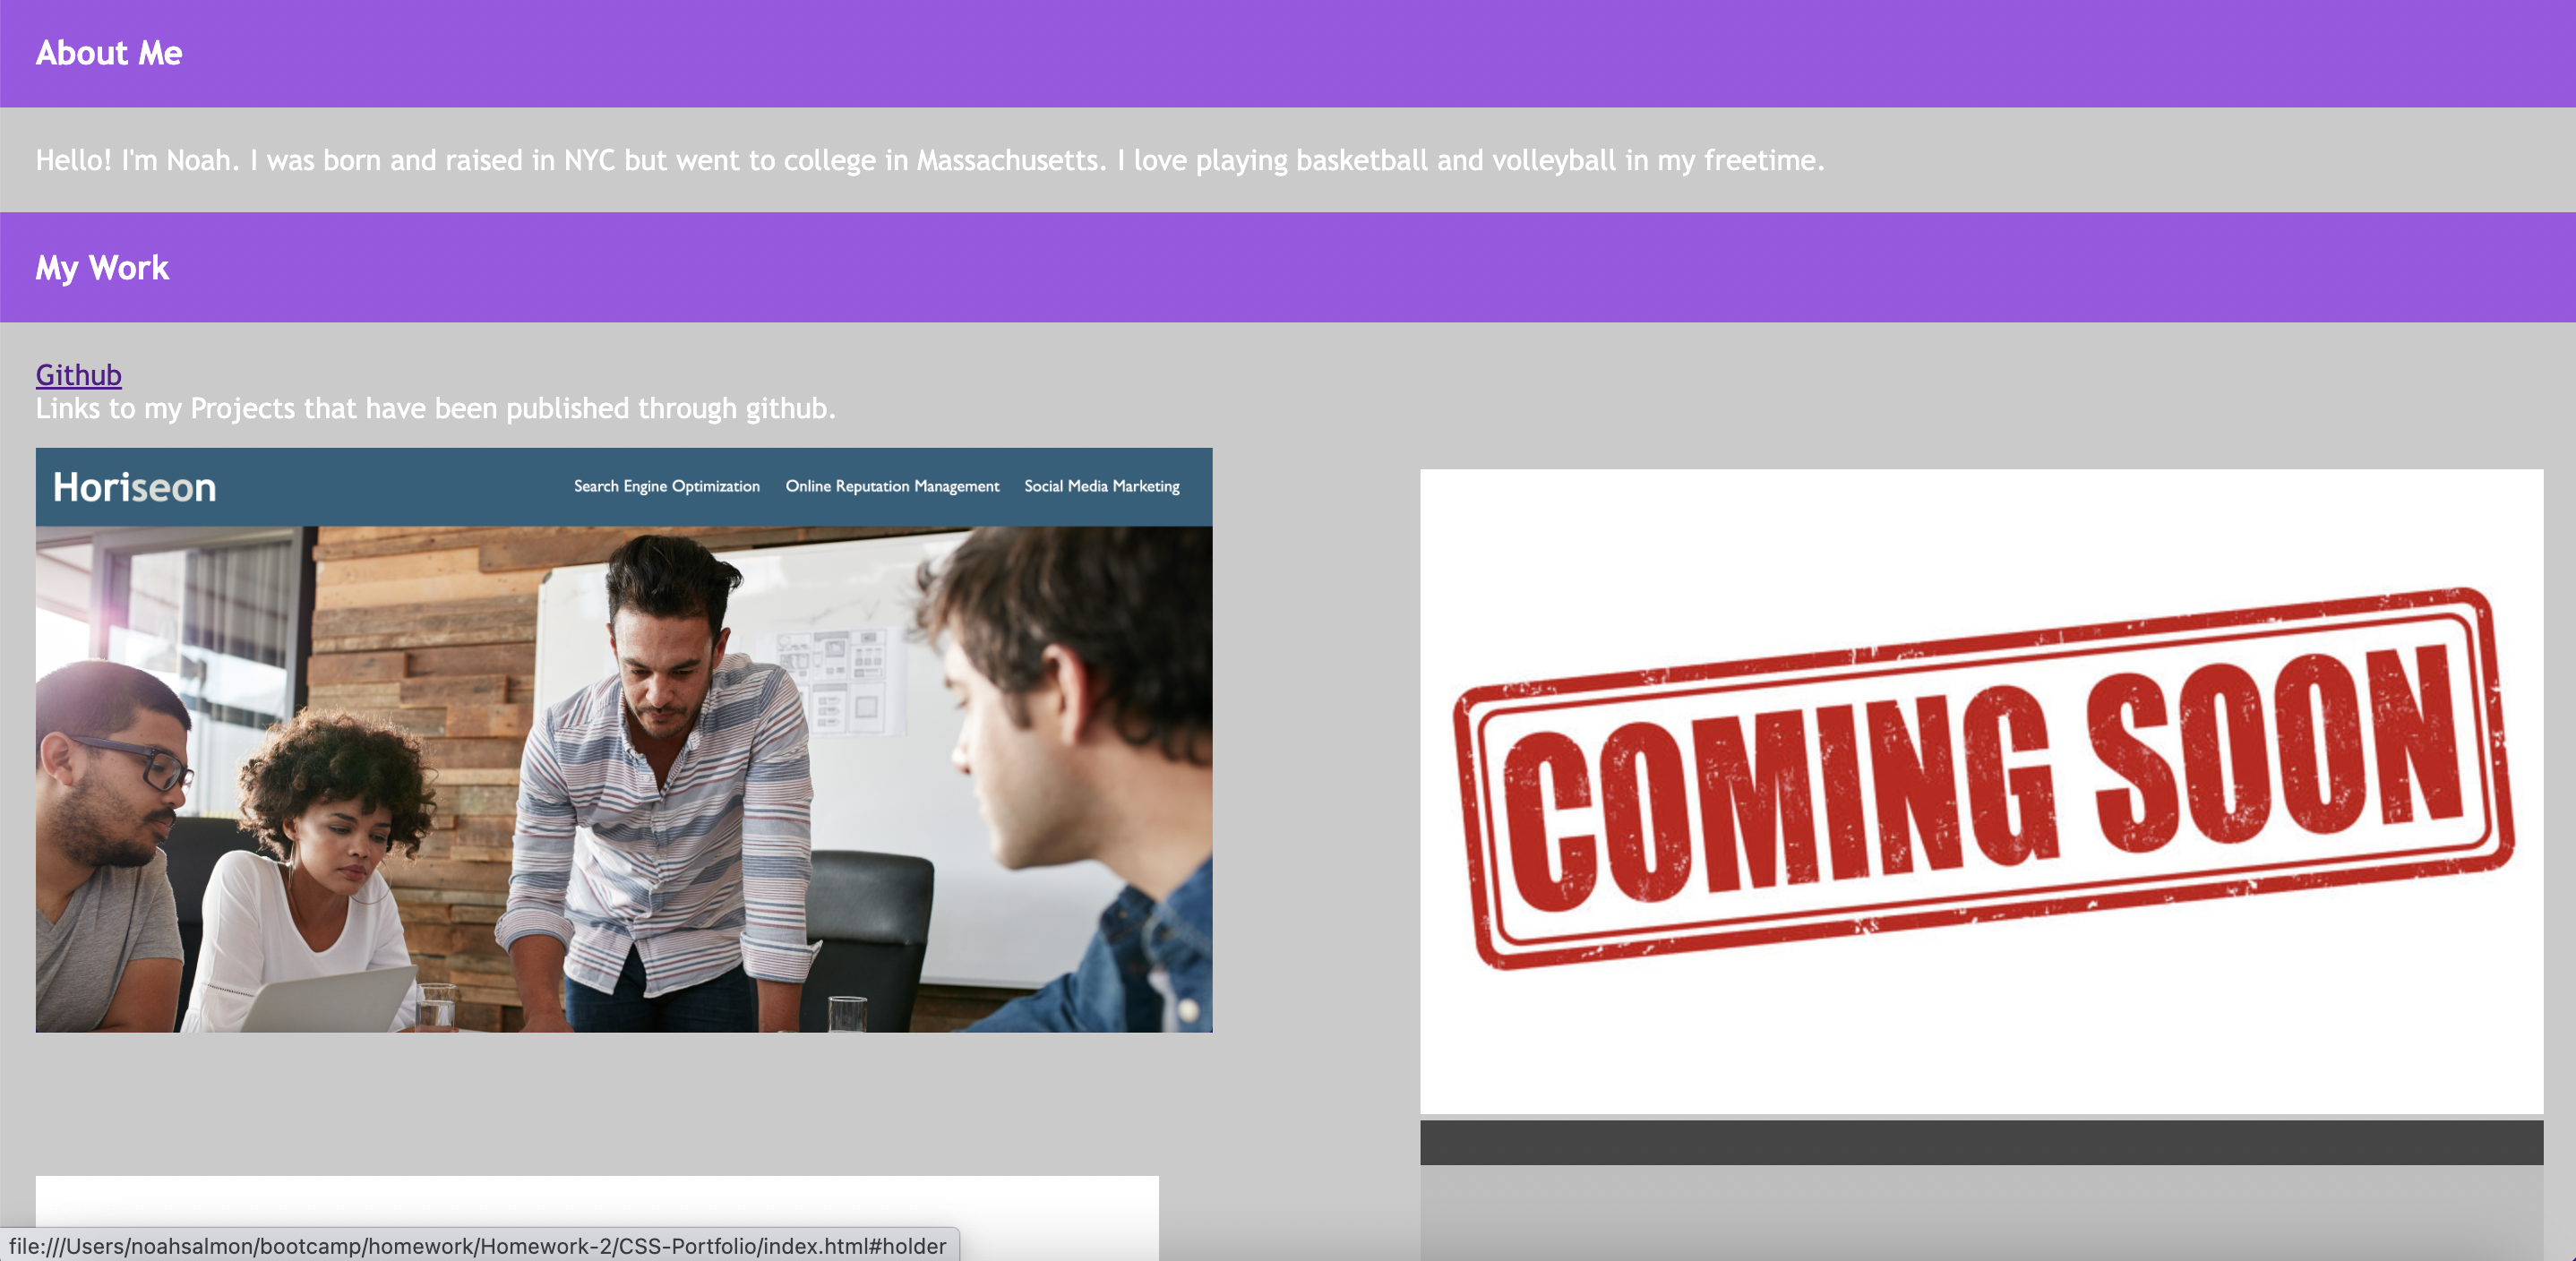 About Me
Hello! I'm Noah. I was born and raised in NYC but went to college in Massachusetts. I love playing basketball and volleyball in my freetime.
My Work
Github
Links to my Projects that have been published through github.
Horiseon
Search Engine Optimization Online Reputation Management Social Media Marketing
COMING SOON
file:///Users/noahsalmon/bootcamp/homework/Homework-2/CSS-Portfolio/index.html#holder